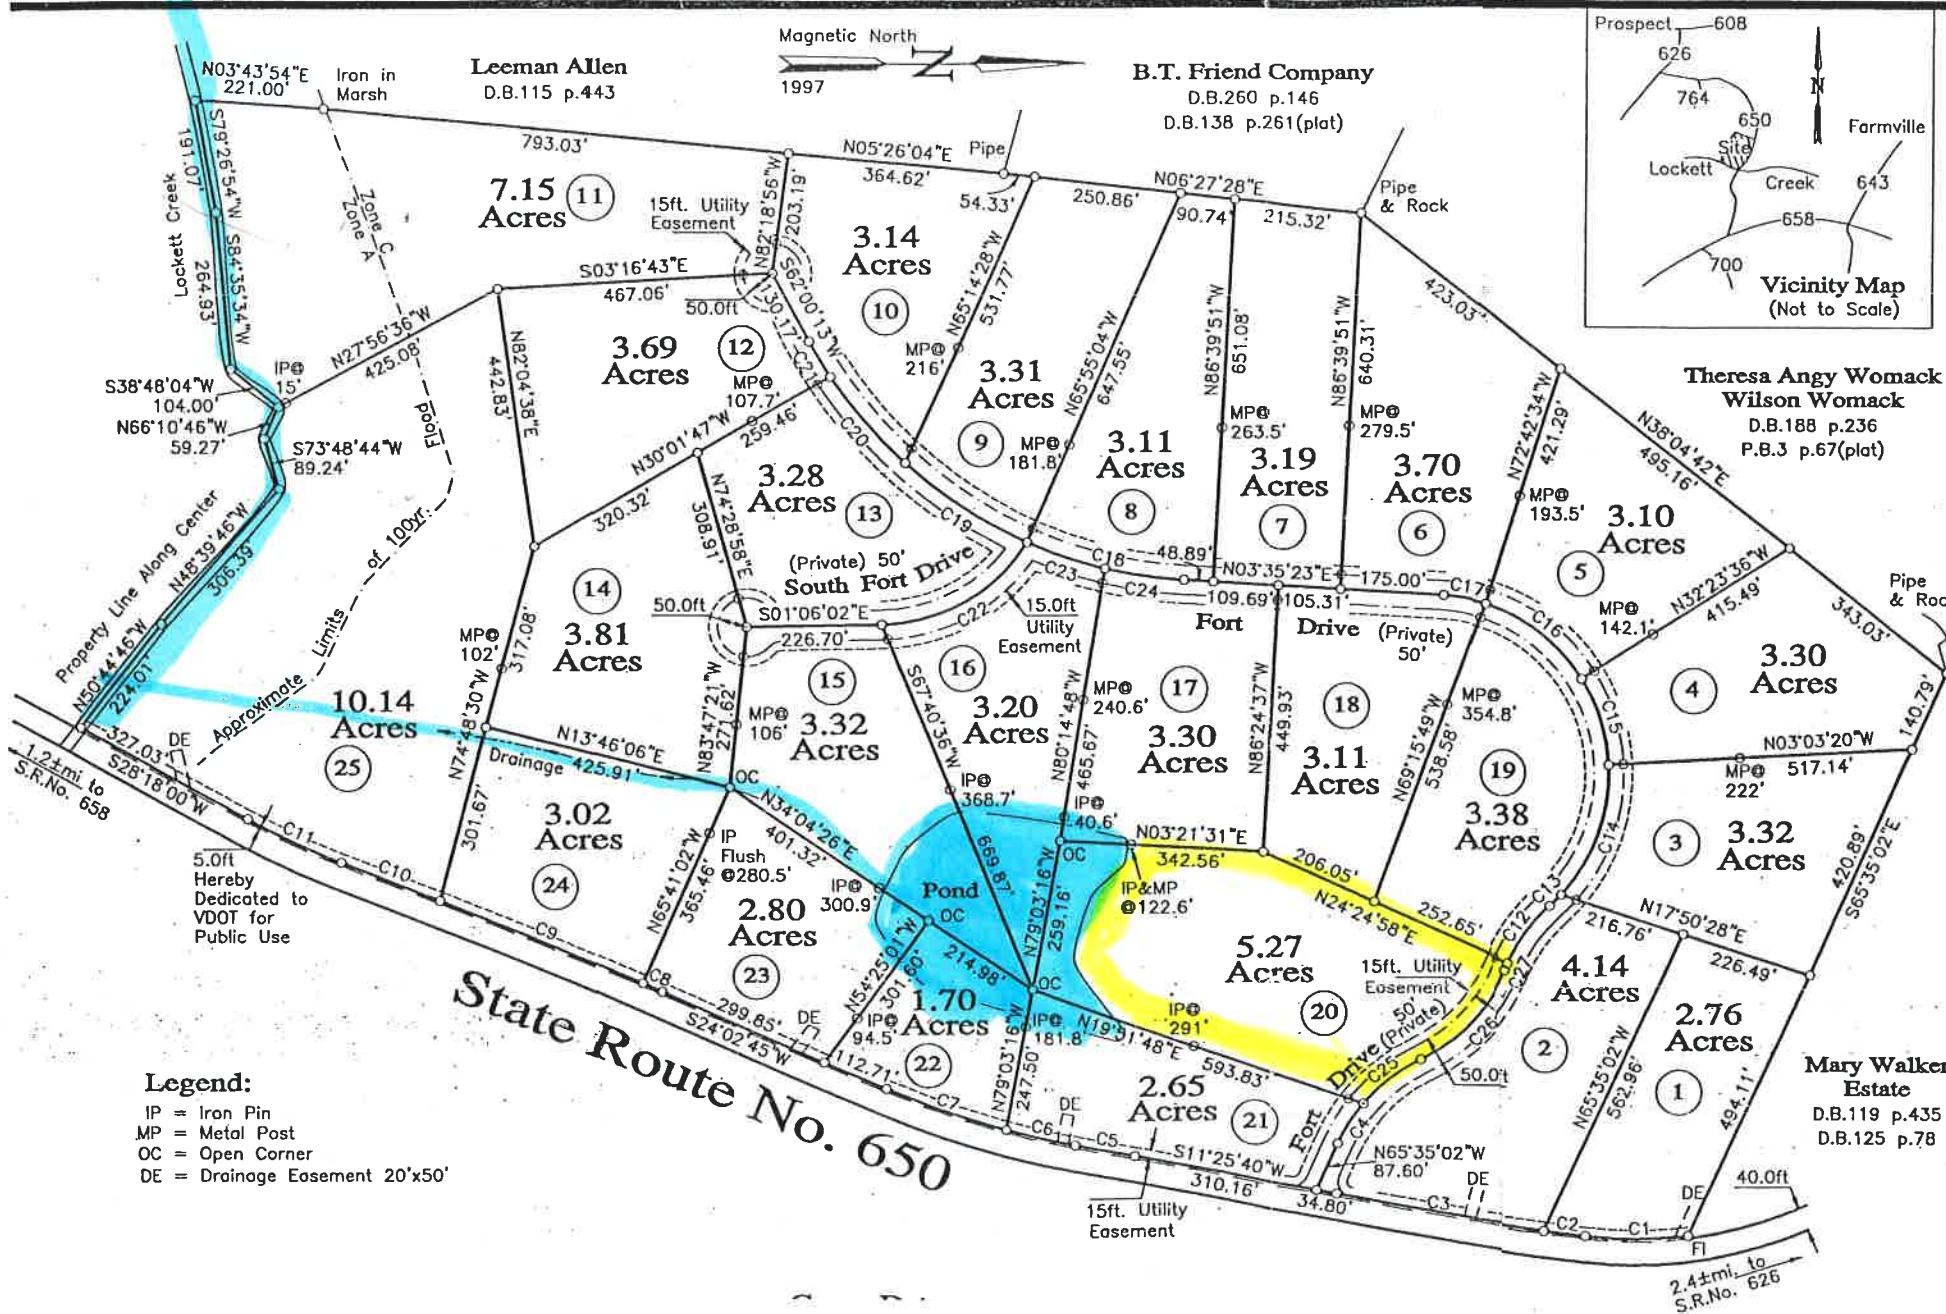 Magnetic North
1997
Leeman Allen
D.B.115 p.443
B.T. Friend Company
D.B.260 p.146
D.B.138 p.261(plat)
Prospect
608
626
764
650
Farmville
N
Site
Lockett
Creek
643
658
700
Vicinity Map
(Not to Scale)
N03°43'54"E
221.00'
Iron in
Marsh
793.03'
N05°26'04"E
364.62'
Pipe
54.33'
250.86'
N06°27'28"E
90.74'
215.32'
Pipe
& Rock
423.03'
Theresa Angy Womack
Wilson Womack
D.B.188 p.236
P.B.3 p.67(plat)
N38°04'42"E
495.16'
343.03'
Pipe
140.79'
S79°26'54"W
191.07'
Lockett Creek
S84°35'34"W
264.93'
S38°48'04"W
104.00'
N66°10'46"W
59.27'
S73°48'44"W
89.24'
IP@
15'
N27°56'36"W
425.08'
Zone C
Zone A
Property Line Along Center
N48°39'46"W
306.39'
N50°44'46"W
224.01'
Approximate Limits of 100yr. Flood
7.15
Acres
11
15ft. Utility
Easement
N82°18'56"W
203.19'
S03°16'43"E
467.06'
50.0ft
S62°00'13"W
130.17'
3.14
Acres
10
3.69
Acres
12
MP@
107.7'
C21
N82°04'38"E
442.83'
N30°01'47"W
259.46'
320.32'
C20
MP@
216'
N65°14'28"W
531.77'
3.31
Acres
9
MP@
181.8'
N65°55'04"W
647.55'
3.11
Acres
8
N86°39'51"W
651.08'
MP@
263.5'
3.19
Acres
7
N86°39'51"W
640.31'
MP@
279.5'
3.70
Acres
6
N72°42'34"W
421.29'
MP@
193.5'
3.10
Acres
5
MP@
142.1'
N32°23'36"W
415.49'
3.30
Acres
4
N03°03'20"W
517.14'
MP@
222'
3.28
Acres
13
N74°28'58"E
308.91'
C19
(Private) 50'
South Fort Drive
C18
48.89'
N03°35'23"E
175.00'
C17
C16
C23
C24
109.69'
105.31'
Fort Drive (Private)
50'
15.0ft
Utility
Easement
C22
14
3.81
Acres
50.0ft
S01°06'02"E
226.70'
MP@
102'
317.08'
N74°48'30"W
301.67'
N83°47'21"W
271.62'
MP@
106'
15
3.32
Acres
16
3.20
Acres
S67°40'36"W
669.87'
IP@
368.7'
MP@
240.6'
N80°14'48"W
465.67'
17
3.30
Acres
N86°24'37"W
449.93'
18
3.11
Acres
N69°15'49"W
538.58'
MP@
354.8'
19
3.38
Acres
C15
C14
C13
C12
3
3.32
Acres
420.89'
S65°35'02"E
10.14
Acres
25
327.03'
DE
S28°18'00"W
1.2±mi. to
S.R.No. 658
N13°46'06"E
Drainage
425.91'
OC
N34°04'26"E
401.32'
3.02
Acres
24
C11
C10
C9
C8
5.0ft
Hereby
Dedicated to
VDOT for
Public Use
N65°41'02"W
365.46'
IP
Flush
@280.5'
2.80
Acres
23
IP@
300.9'
Pond
OC
N54°25'01"W
301.60'
214.98'
IP@
94.5'
299.85'
S24°02'45"W
DE
112.71'
1.70
Acres
22
C7
IP@
40.6'
OC
N03°21'31"E
342.56'
IP&MP
@122.6'
N79°03'16"W
259.16'
OC
IP@
181.8'
N79°03'16"W
247.50'
N19°51'48"E
593.83'
IP@
291'
206.05'
N24°24'58"E
252.65'
5.27
Acres
20
15ft. Utility
Easement
50'
Fort Drive (Private)
C27
C26
C25
50.0't
4.14
Acres
2
216.76'
N17°50'28"E
226.49'
2.76
Acres
1
N65°35'02"W
562.96'
494.11'
Mary Walker
Estate
D.B.119 p.435
D.B.125 p.78
2.65
Acres
21
C6
DE
C5
S11°25'40"W
310.16'
34.80'
C4
N65°35'02"W
87.60'
C3
DE
C2
C1
DE
FI
40.0ft
2.4±mi. to
S.R.No. 626
15ft. Utility
Easement
State Route No. 650
Legend:
IP = Iron Pin
MP = Metal Post
OC = Open Corner
DE = Drainage Easement 20'x50'